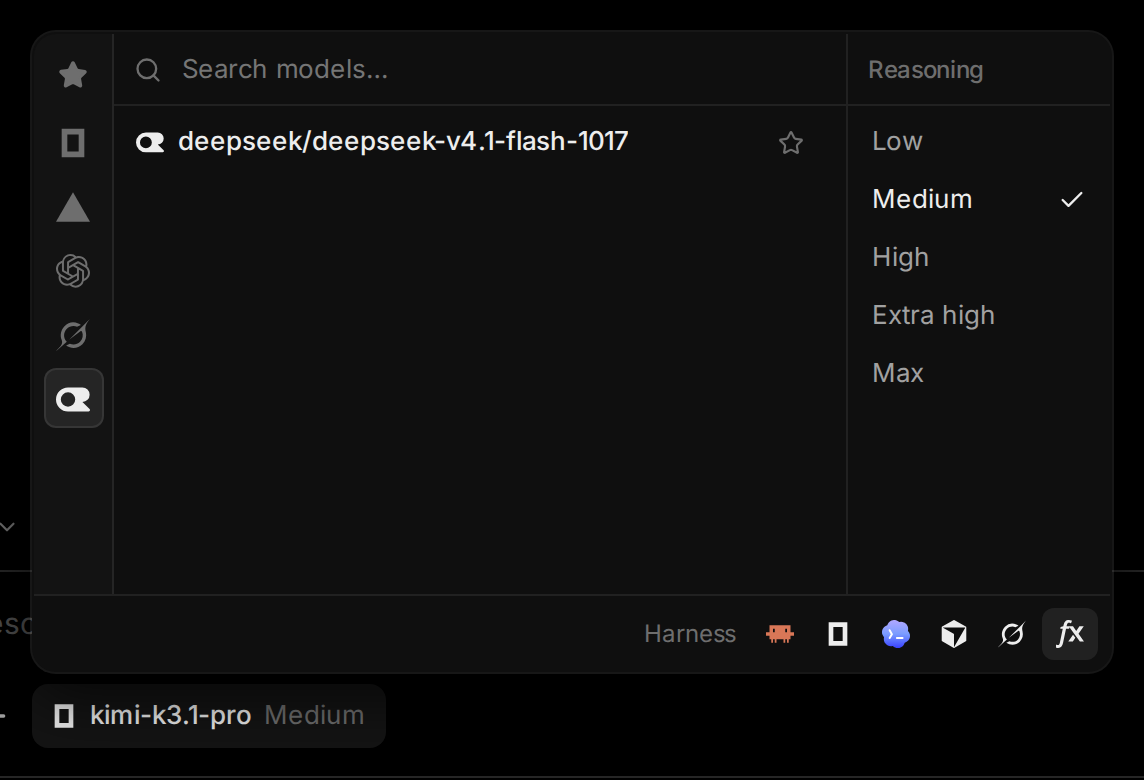 Search models...
Reasoning
deepseek/deepseek-v4.1-flash-1017
Low
Medium
High
Extra high
Max
Harness
fx
kimi-k3.1-pro Medium